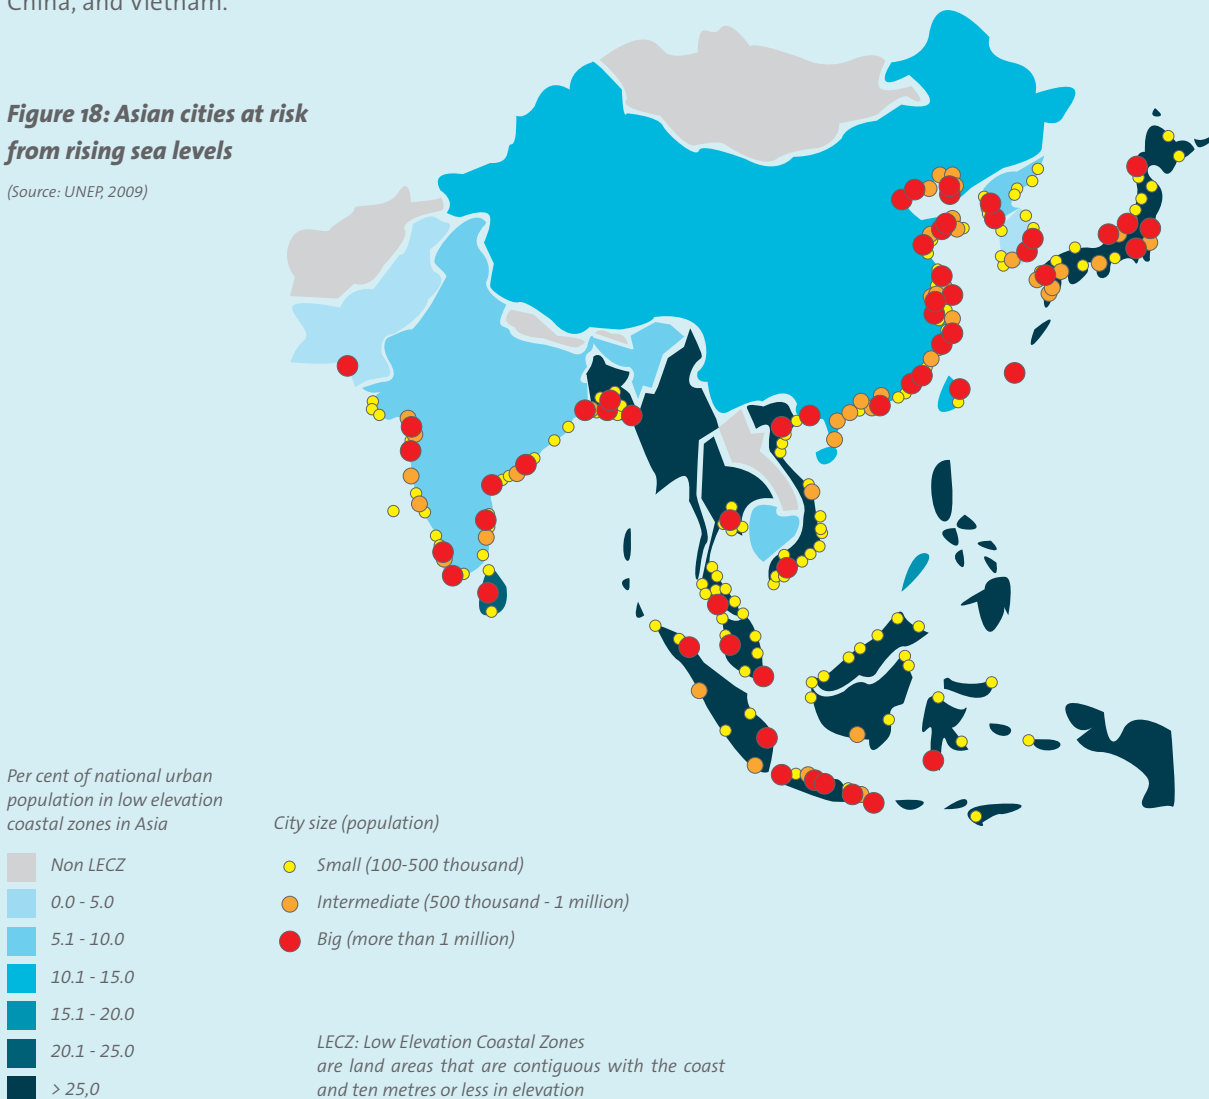 China, and Vietnam.
Figure 18: Asian cities at risk
from rising sea levels
(Source: UNEP, 2009)
Per cent of national urban
population in low elevation
coastal zones in Asia
Non LECZ
0.0 - 5.0
5.1 - 10.0
10.1 - 15.0
15.1 - 20.0
20.1 - 25.0
> 25,0
City size (population)
Small (100-500 thousand)
Intermediate (500 thousand - 1 million)
Big (more than 1 million)
LECZ: Low Elevation Coastal Zones
are land areas that are contiguous with the coast
and ten metres or less in elevation